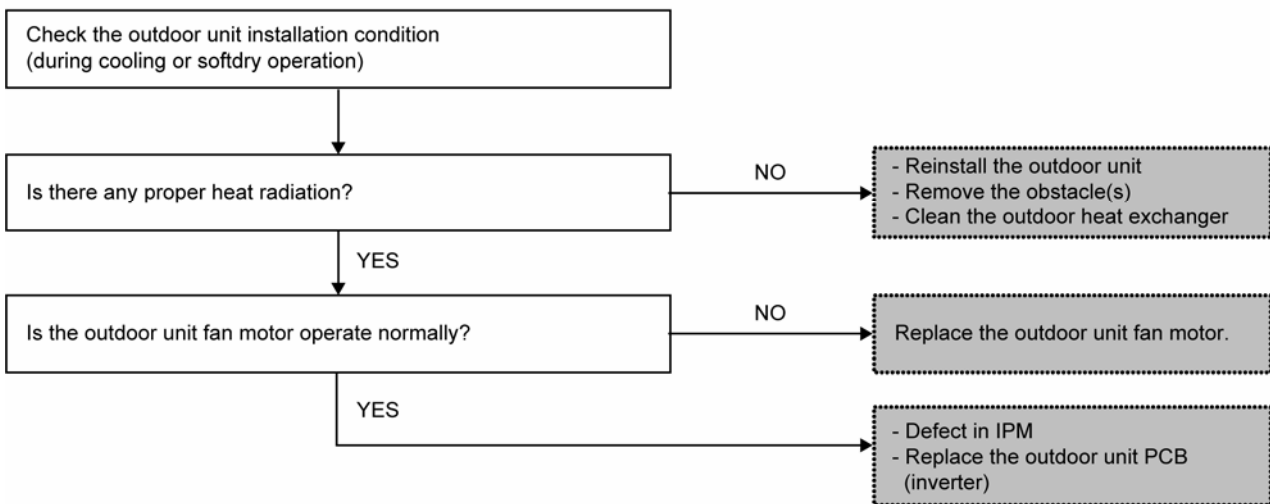 Check the outdoor unit installation condition
(during cooling or softdry operation)
Is there any proper heat radiation?
NO
- Reinstall the outdoor unit
- Remove the obstacle(s)
- Clean the outdoor heat exchanger
YES
Is the outdoor unit fan motor operate normally?
NO
Replace the outdoor unit fan motor.
YES
- Defect in IPM
- Replace the outdoor unit PCB
(inverter)